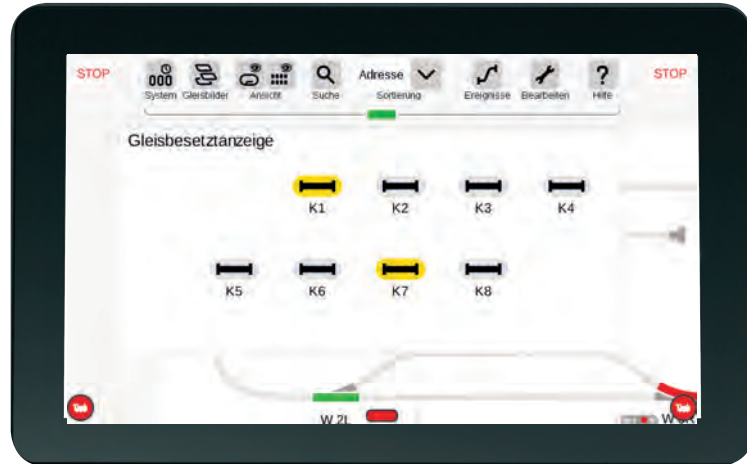 STOP
Adresse
STOP
System Gleisbilder Ansicht Suche Sortierung Ereignisse Bearbeiten Hilfe
Gleisbesetztanzeige
K1 K2 K3 K4
K5 K6 K7 K8
W 2L